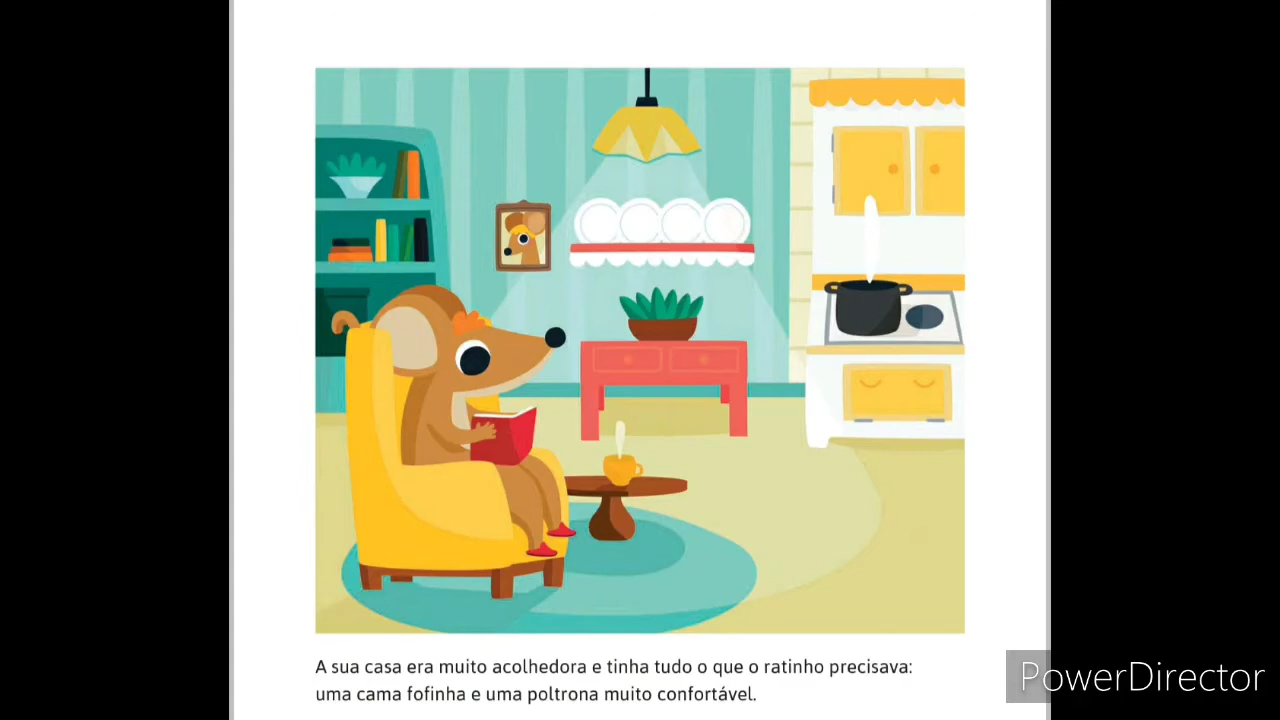 A sua casa era muito acolhedora e tinha tudo o que o ratinho precisava:
uma cama fofinha e uma poltrona muito confortável.
PowerDirector